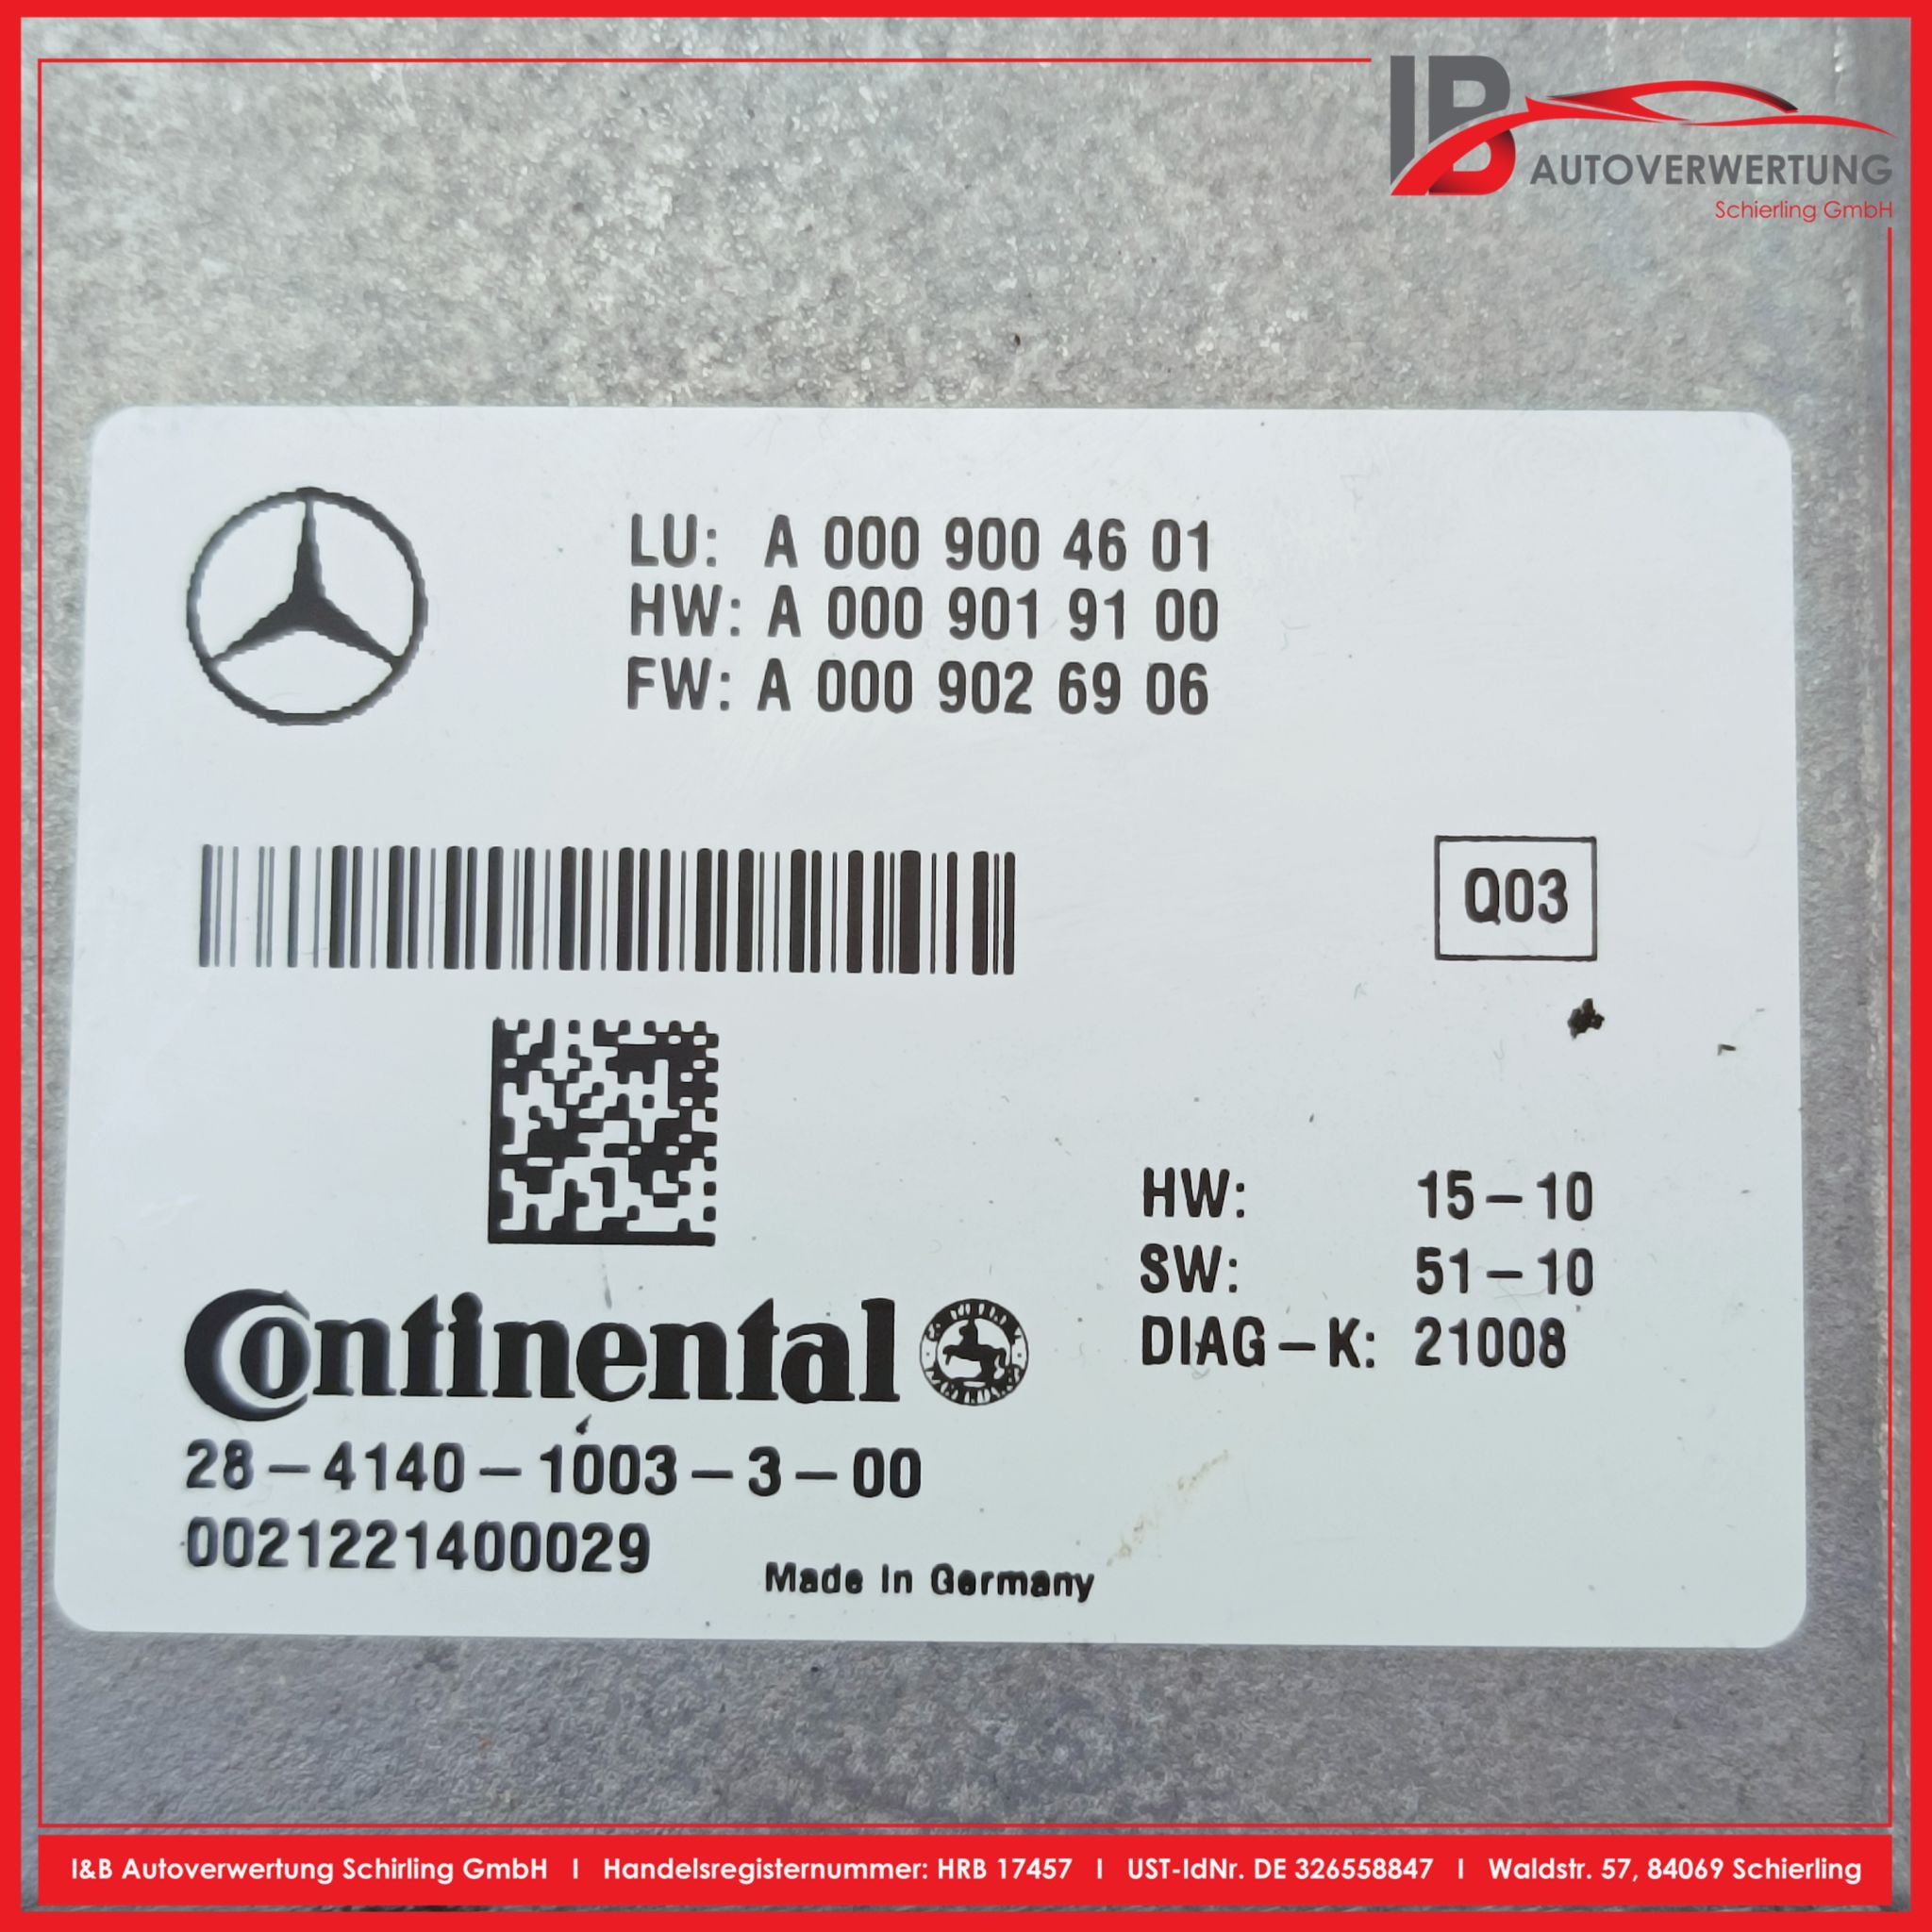 IB
AUTOVERWERTUNG
Schierling GmbH
LU: A 000 900 46 01
HW: A 000 901 91 00
FW: A 000 902 69 06
Q03
HW: 15-10
SW: 51-10
DIAG-K: 21008
Continental
28-4140-1003-3-00
0021221400029
Made In Germany
I&B Autoverwertung Schirling GmbH I Handelsregisternummer: HRB 17457 I UST-IdNr. DE 326558847 I Waldstr. 57, 84069 Schierling